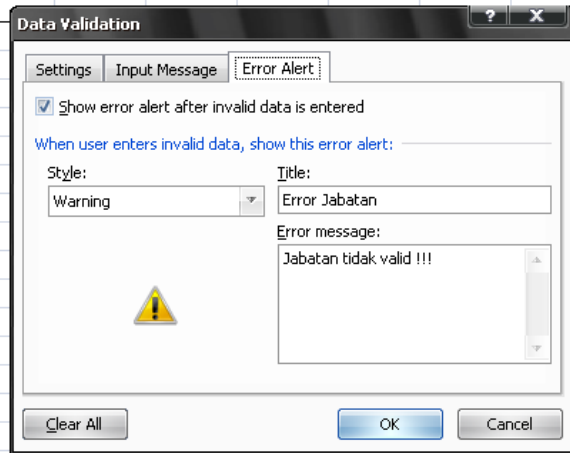 Data Validation
? X
Settings Input Message Error Alert
Show error alert after invalid data is entered
When user enters invalid data, show this error alert:
Style: Title:
Warning Error Jabatan
Error message:
Jabatan tidak valid !!!
Clear All OK Cancel